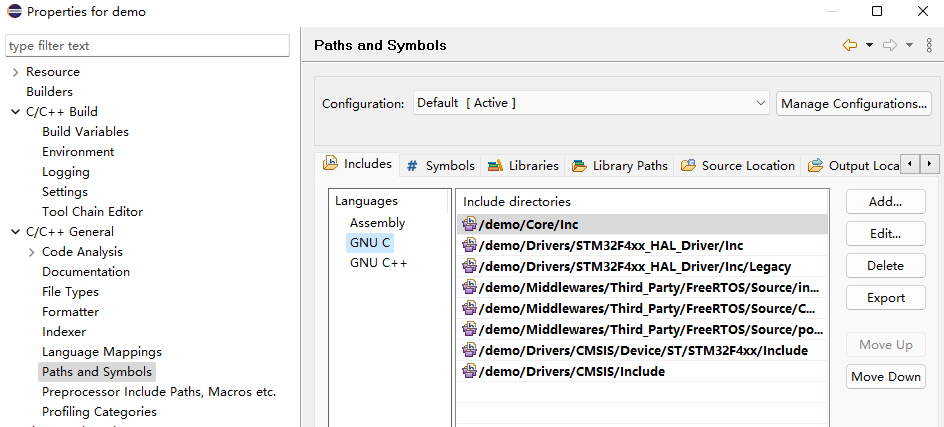 Properties for demo
type filter text
Resource
Builders
C/C++ Build
Build Variables
Environment
Logging
Settings
Tool Chain Editor
C/C++ General
Code Analysis
Documentation
File Types
Formatter
Indexer
Language Mappings
Paths and Symbols
Preprocessor Include Paths, Macros etc.
Profiling Categories
Paths and Symbols
Configuration: Default [ Active ] Manage Configurations...
Includes # Symbols Libraries Library Paths Source Location Output Loca
Languages
Assembly
GNU C
GNU C++
Include directories
/demo/Core/Inc
/demo/Drivers/STM32F4xx_HAL_Driver/Inc
/demo/Drivers/STM32F4xx_HAL_Driver/Inc/Legacy
/demo/Middlewares/Third_Party/FreeRTOS/Source/in...
/demo/Middlewares/Third_Party/FreeRTOS/Source/C...
/demo/Middlewares/Third_Party/FreeRTOS/Source/po...
/demo/Drivers/CMSIS/Device/ST/STM32F4xx/Include
/demo/Drivers/CMSIS/Include
Add...
Edit...
Delete
Export
Move Up
Move Down